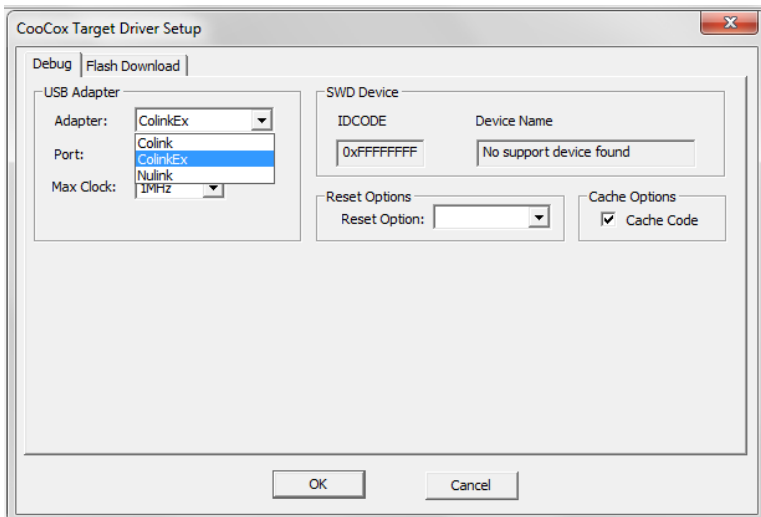 CooCox Target Driver Setup
x
Debug
Flash Download
USB Adapter
Adapter:
ColinkEx
Colink
ColinkEx
Nulink
Port:
Max Clock:
1MHz
SWD Device
IDCODE
Device Name
0xFFFFFFFF
No support device found
Reset Options
Reset Option:
Cache Options
Cache Code
OK
Cancel